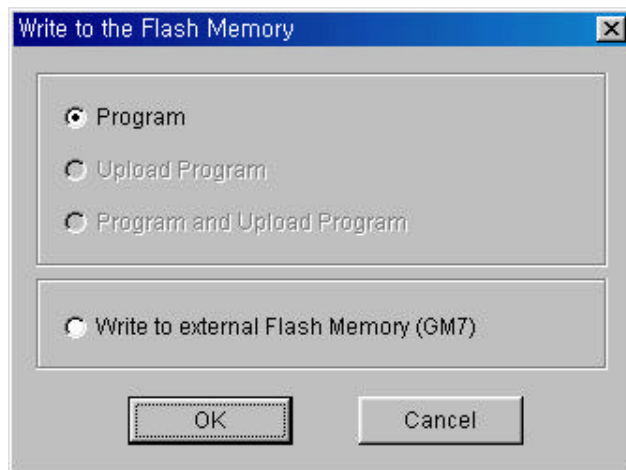 Write to the Flash Memory
Program
Upload Program
Program and Upload Program
Write to external Flash Memory (GM7)
OK
Cancel